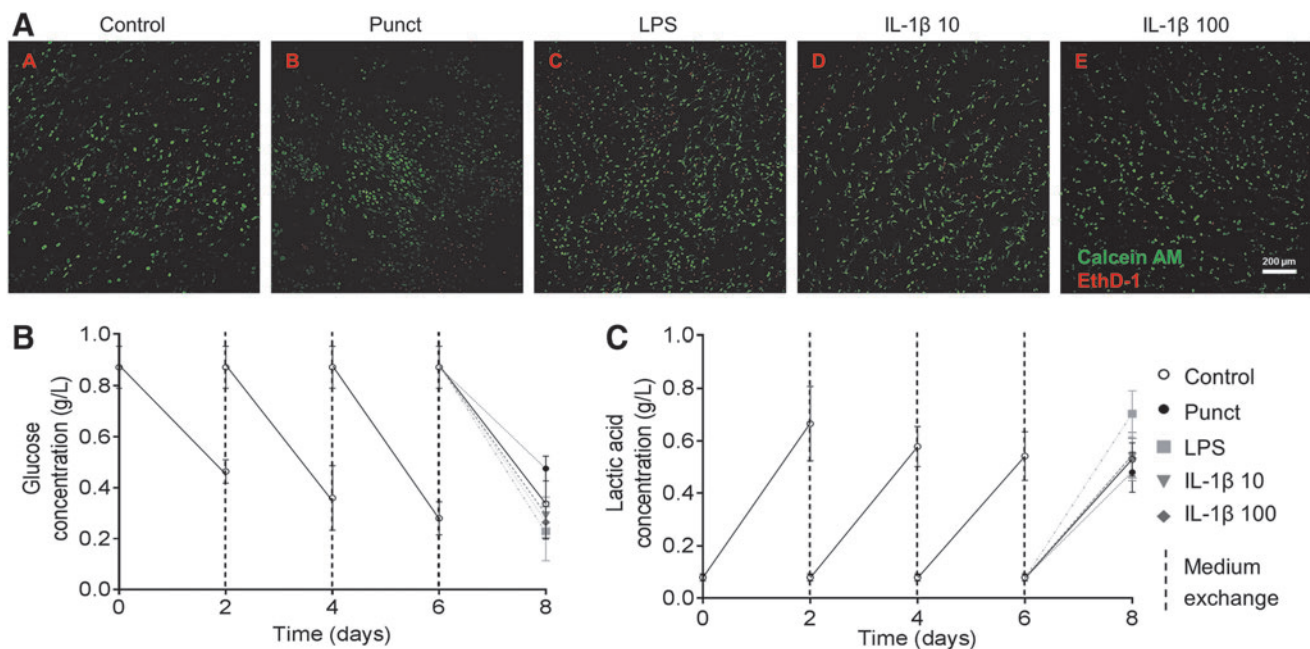 A
Control
Punct
LPS
IL-1β 10
IL-1β 100
A
B
C
D
E
Calcein AM
EthD-1
200 µm
B
1.0
0.8
0.6
0.4
0.2
0.0
Glucose
concentration (g/L)
0
2
4
6
8
Time (days)
C
1.0
0.8
0.6
0.4
0.2
0.0
Lactic acid
concentration (g/L)
0
2
4
6
8
Time (days)
Control
Punct
LPS
IL-1β 10
IL-1β 100
Medium
exchange